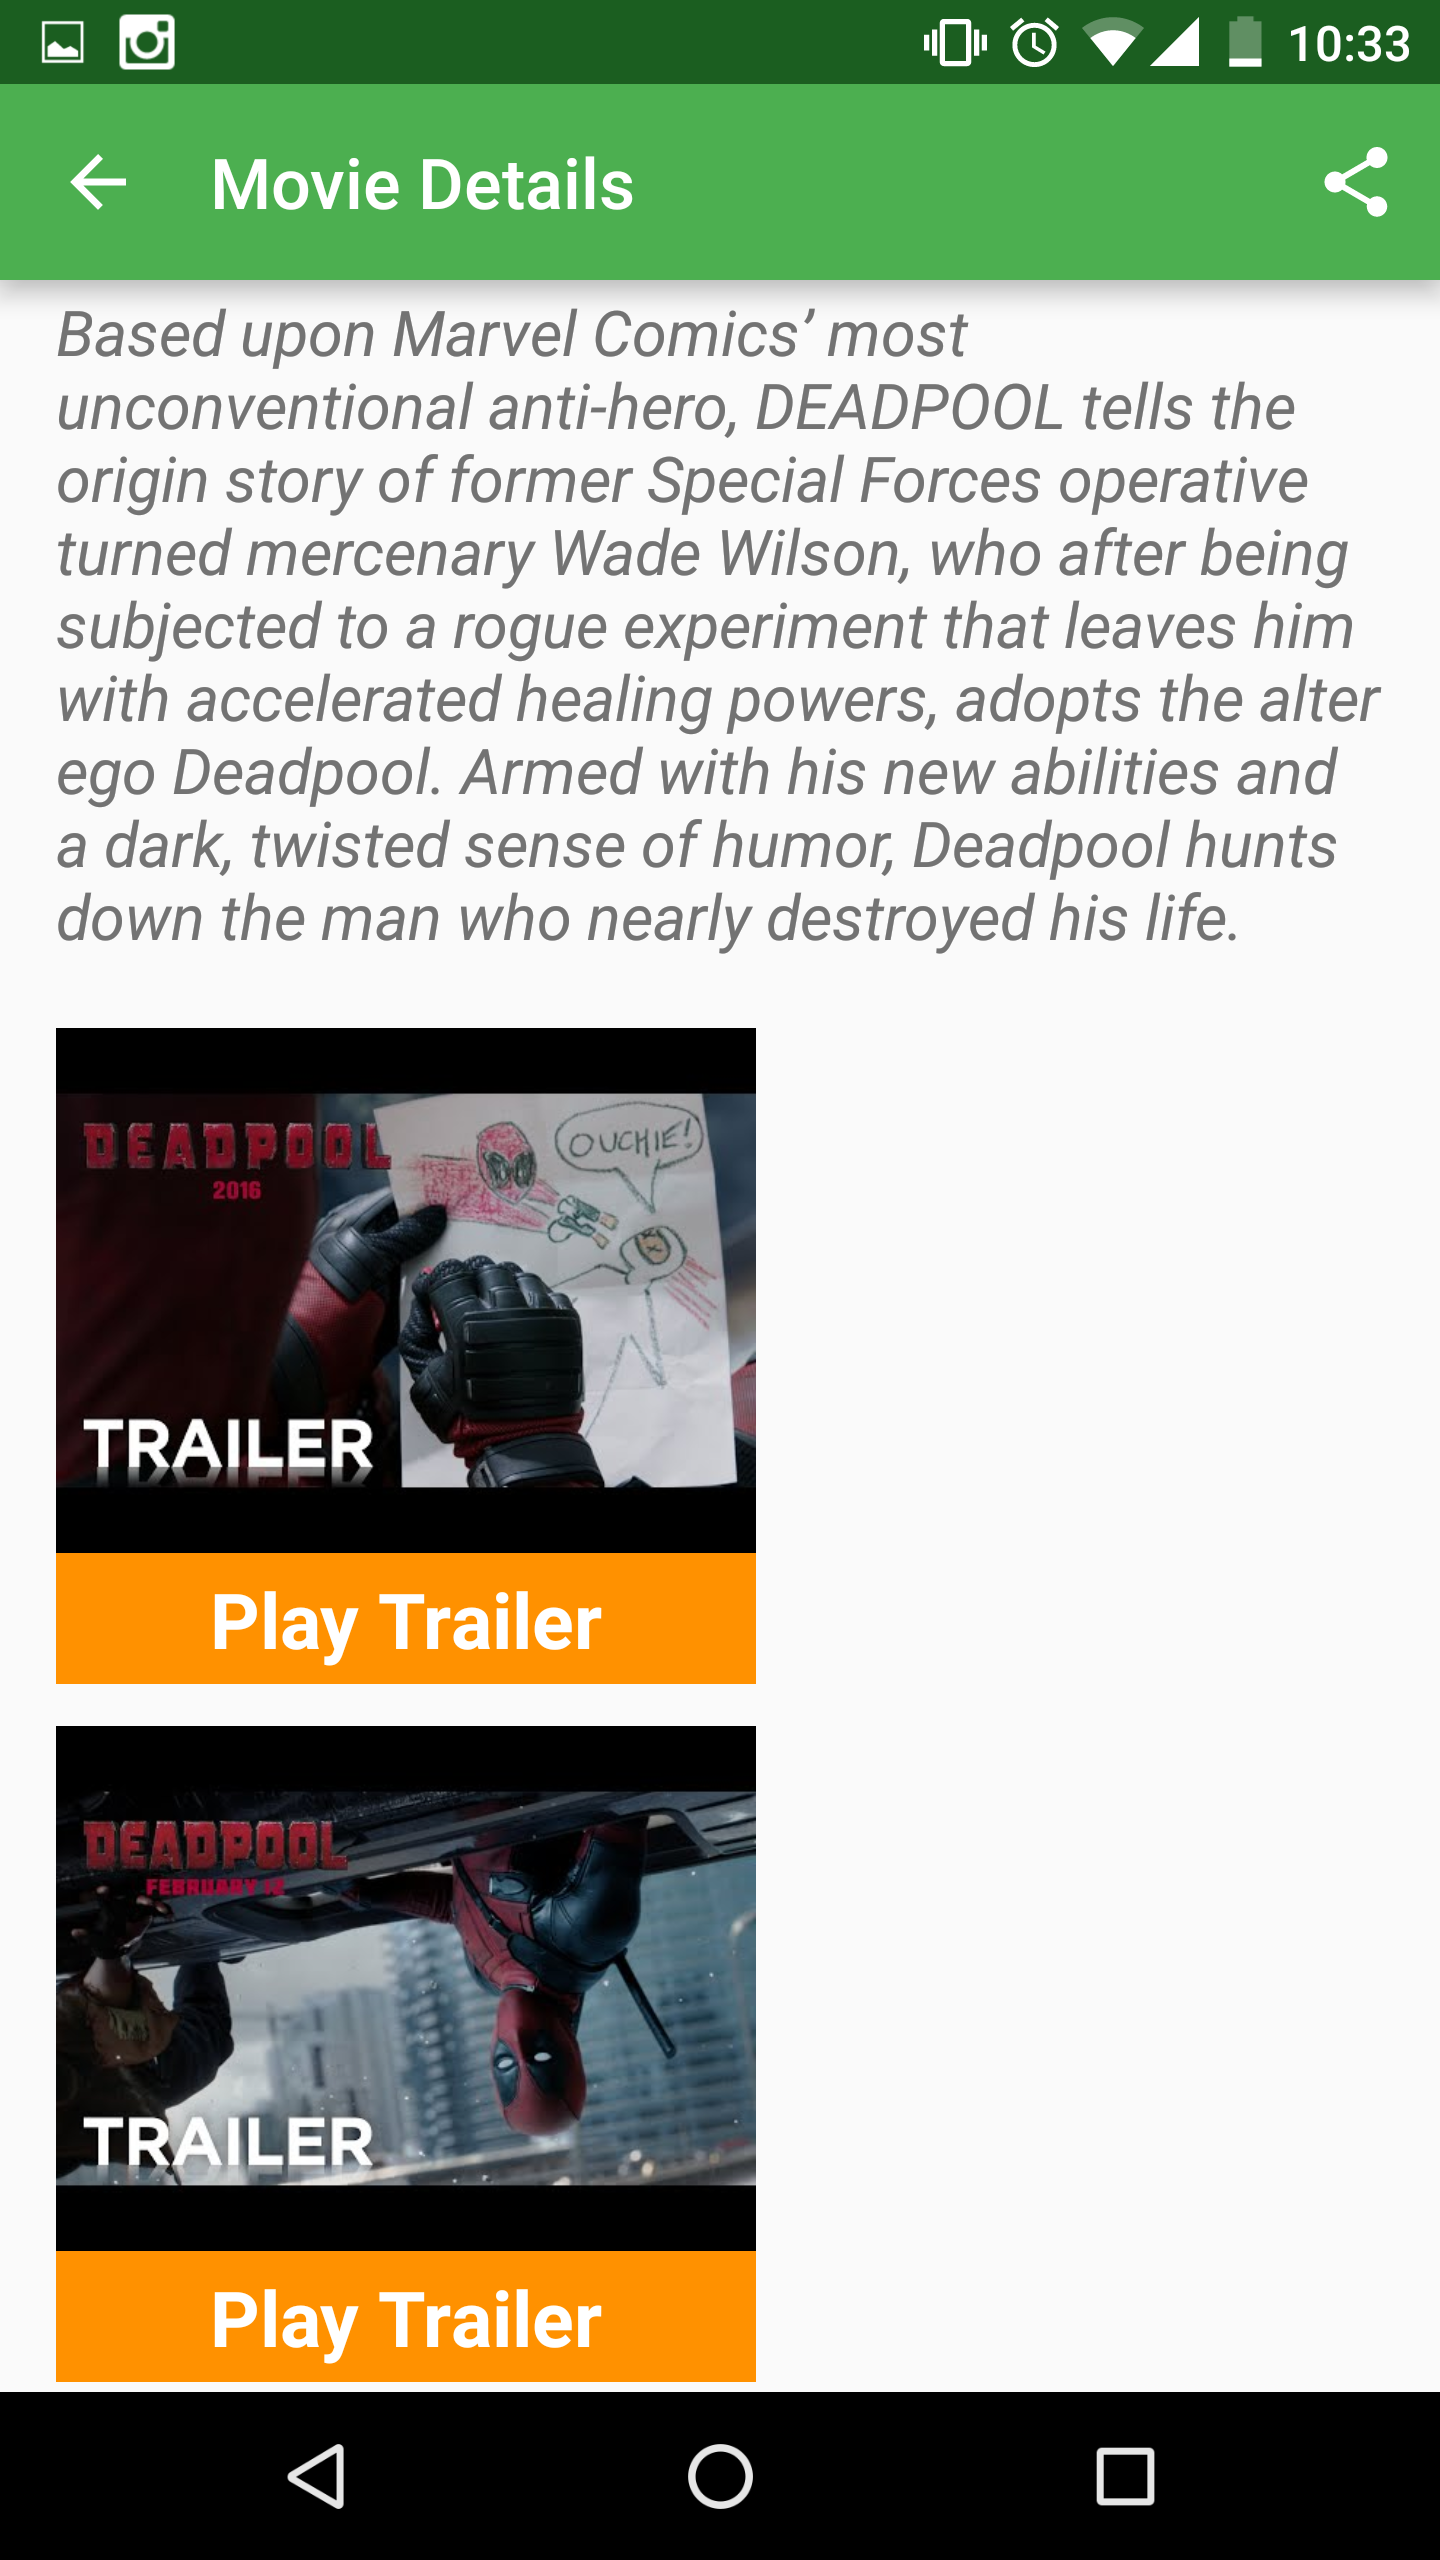 10:33
Movie Details
Based upon Marvel Comics’ most
unconventional anti-hero, DEADPOOL tells the
origin story of former Special Forces operative
turned mercenary Wade Wilson, who after being
subjected to a rogue experiment that leaves him
with accelerated healing powers, adopts the alter
ego Deadpool. Armed with his new abilities and
a dark, twisted sense of humor, Deadpool hunts
down the man who nearly destroyed his life.
DEADPOOL
2016
OUCHIE!
TRAILER
Play Trailer
DEADPOOL
FEBRUARY 12
TRAILER
Play Trailer